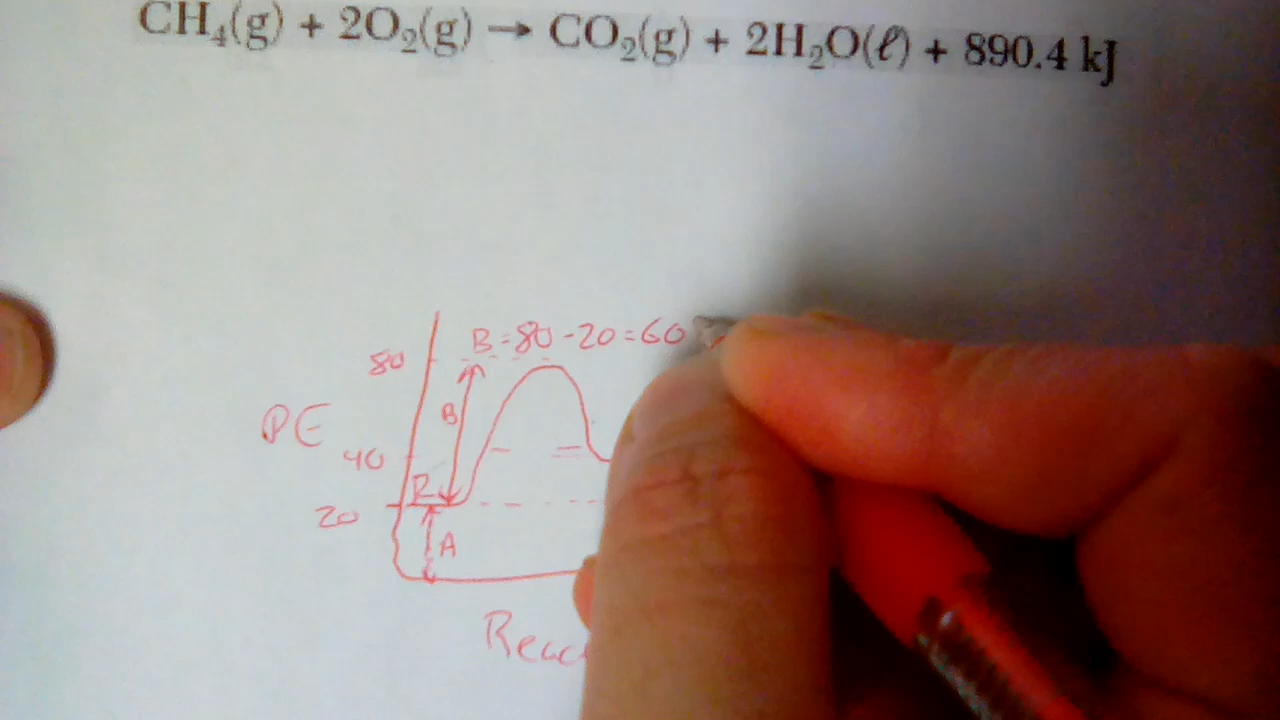 CH₄(g) + 2O₂(g) → CO₂(g) + 2H₂O(ℓ) + 890.4 kJ
B=80-20=60
80
B
PE
40
R
20
A